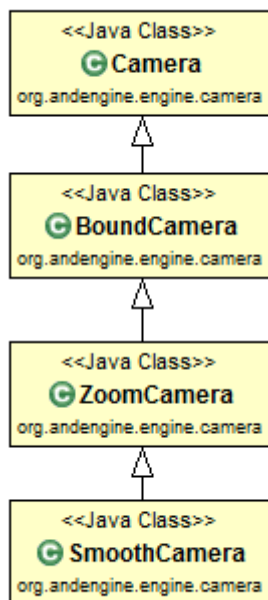 <<Java Class>>
C Camera
org.andengine.engine.camera
<<Java Class>>
C BoundCamera
org.andengine.engine.camera
<<Java Class>>
C ZoomCamera
org.andengine.engine.camera
<<Java Class>>
C SmoothCamera
org.andengine.engine.camera